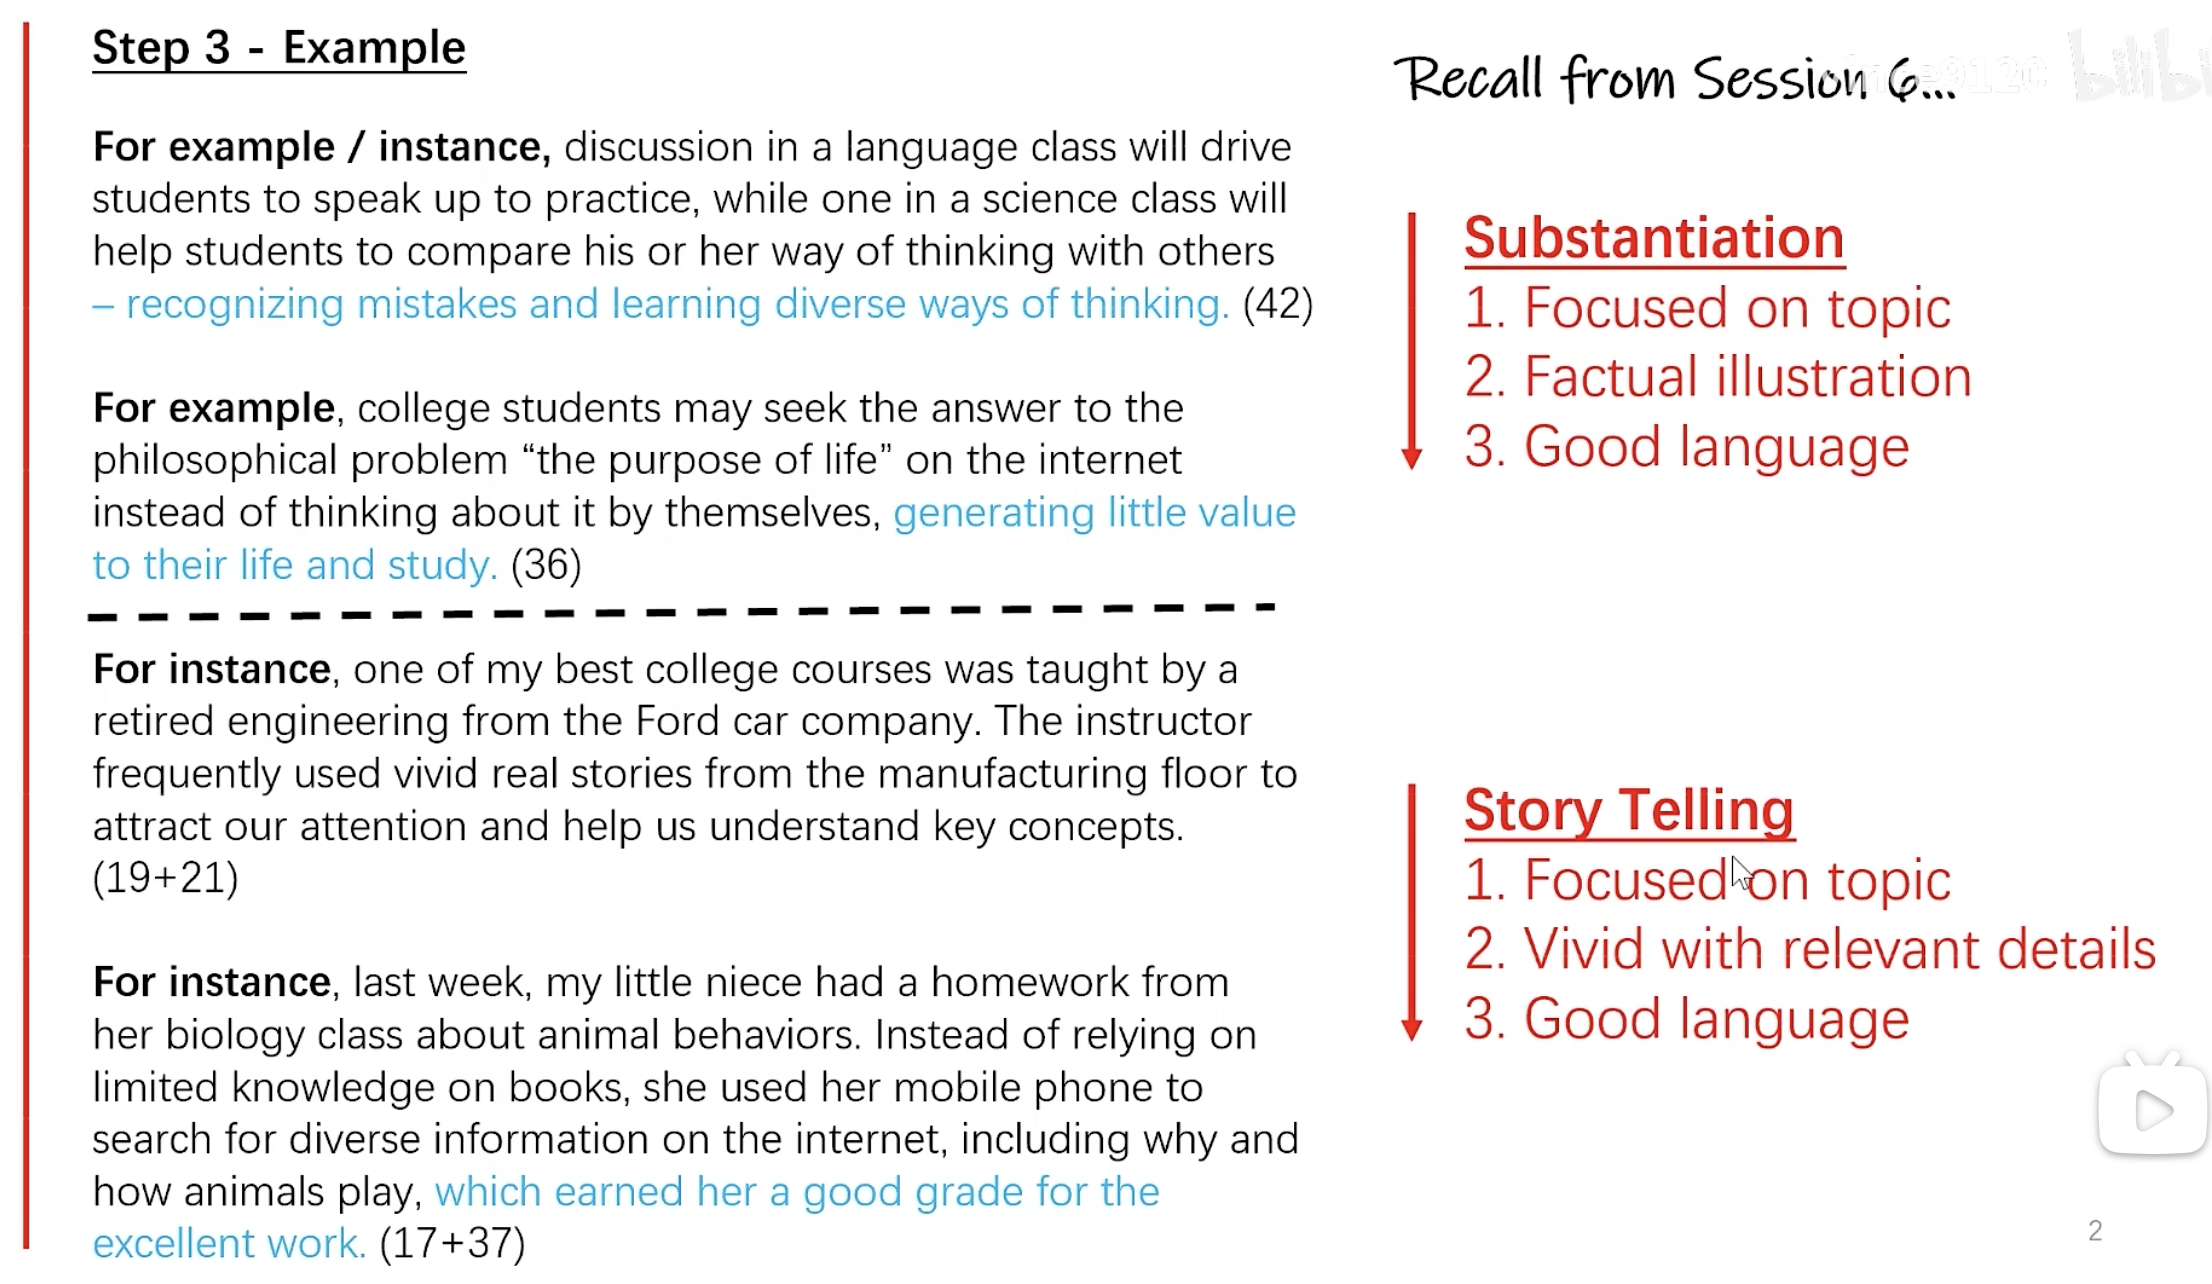 Step 3 - Example
For example / instance, discussion in a language class will drive
students to speak up to practice, while one in a science class will
help students to compare his or her way of thinking with others
– recognizing mistakes and learning diverse ways of thinking. (42)
For example, college students may seek the answer to the
philosophical problem “the purpose of life” on the internet
instead of thinking about it by themselves, generating little value
to their life and study. (36)
For instance, one of my best college courses was taught by a
retired engineering from the Ford car company. The instructor
frequently used vivid real stories from the manufacturing floor to
attract our attention and help us understand key concepts.
(19+21)
For instance, last week, my little niece had a homework from
her biology class about animal behaviors. Instead of relying on
limited knowledge on books, she used her mobile phone to
search for diverse information on the internet, including why and
how animals play, which earned her a good grade for the
excellent work. (17+37)
Recall from Session 6...
Substantiation
1. Focused on topic
2. Factual illustration
3. Good language
Story Telling
1. Focused on topic
2. Vivid with relevant details
3. Good language
2